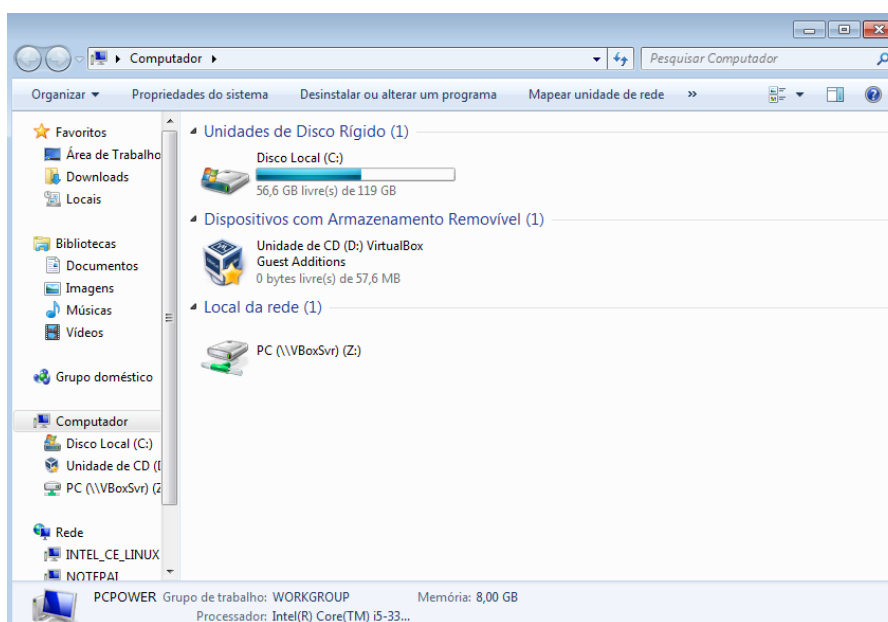 Computador
Pesquisar Computador
Organizar
Propriedades do sistema
Desinstalar ou alterar um programa
Mapear unidade de rede
»
Favoritos
Área de Trabalho
Downloads
Locais
Bibliotecas
Documentos
Imagens
Músicas
Vídeos
Grupo doméstico
Computador
Disco Local (C:)
Unidade de CD (
PC (\\VBoxSvr) (Z
Rede
INTEL_CE_LINUX
NOTEPAI
Unidades de Disco Rígido (1)
Disco Local (C:)
56,6 GB livre(s) de 119 GB
Dispositivos com Armazenamento Removível (1)
Unidade de CD (D:) VirtualBox
Guest Additions
0 bytes livre(s) de 57,6 MB
Local da rede (1)
PC (\\VBoxSvr) (Z:)
PCPOWER Grupo de trabalho: WORKGROUP Memória: 8,00 GB
Processador: Intel(R) Core(TM) i5-33...